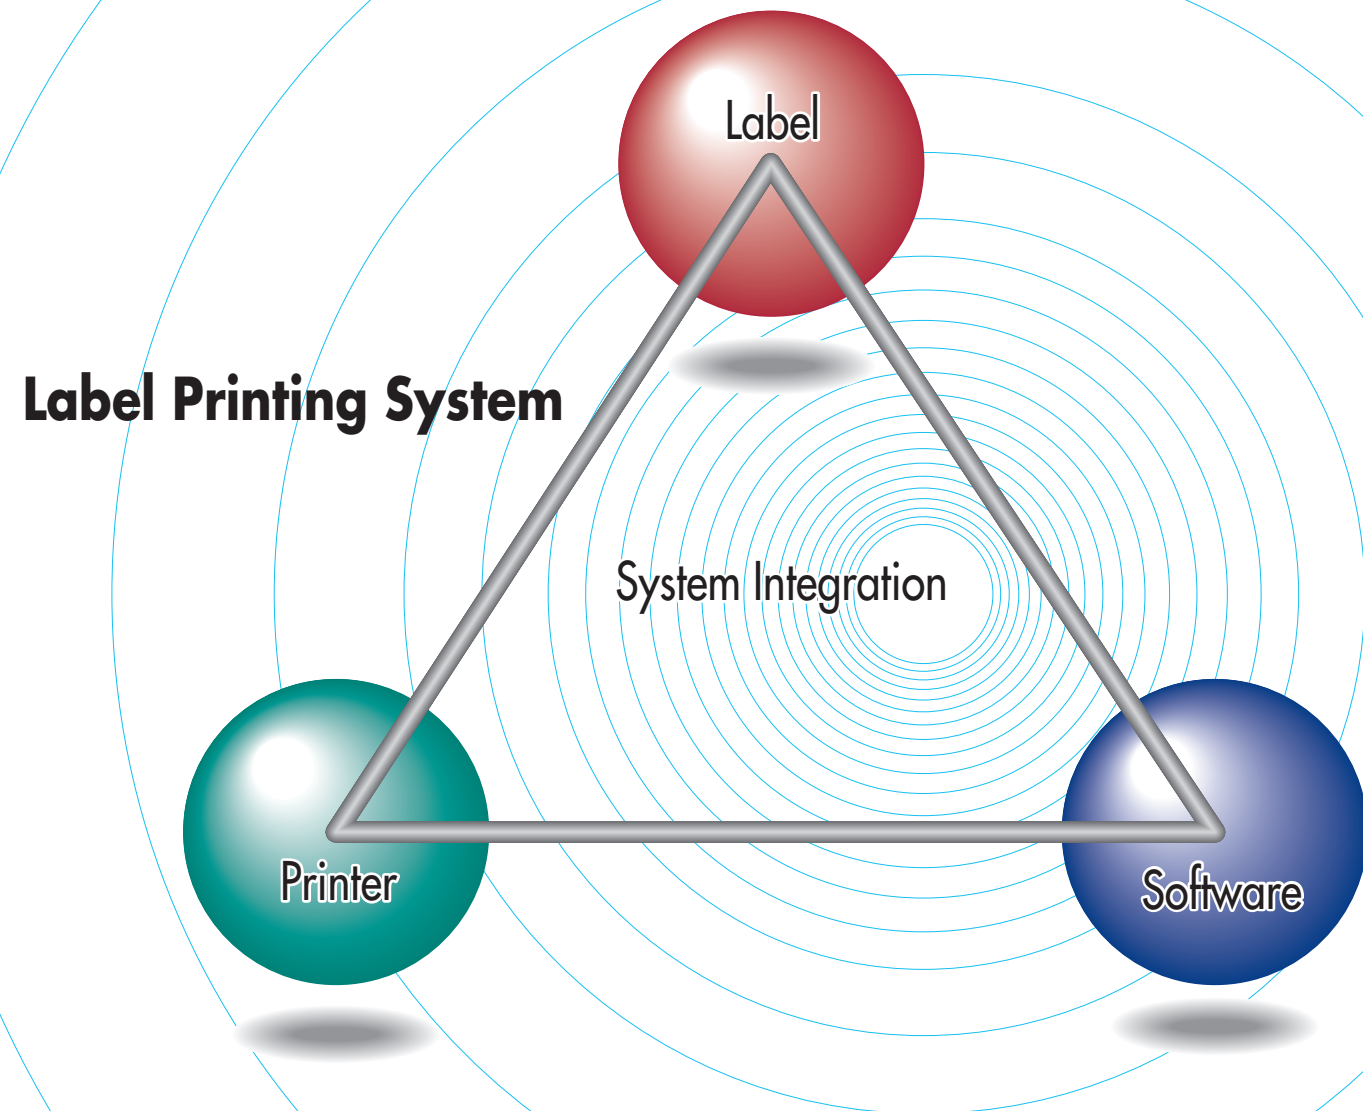 Label
Label Printing System
System Integration
Printer
Software